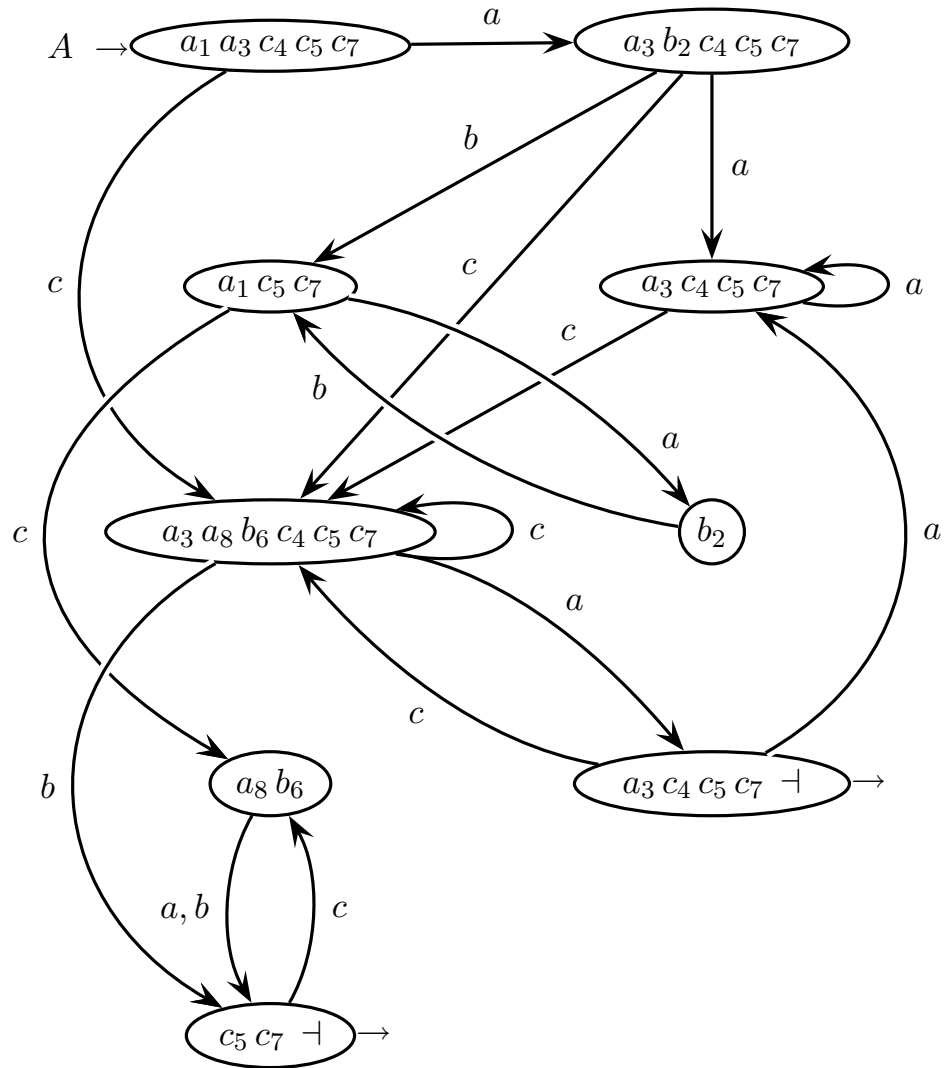 a
A → a₁ a₃ c₄ c₅ c₇
a₃ b₂ c₄ c₅ c₇
b
a
c
c
a₁ c₅ c₇
a₃ c₄ c₅ c₇
a
c
b
a
c
a₃ a₈ b₆ c₄ c₅ c₇
c
b₂
a
a
c
b
a₈ b₆
a₃ c₄ c₅ c₇ ⊣ →
a, b
c
c₅ c₇ ⊣ →